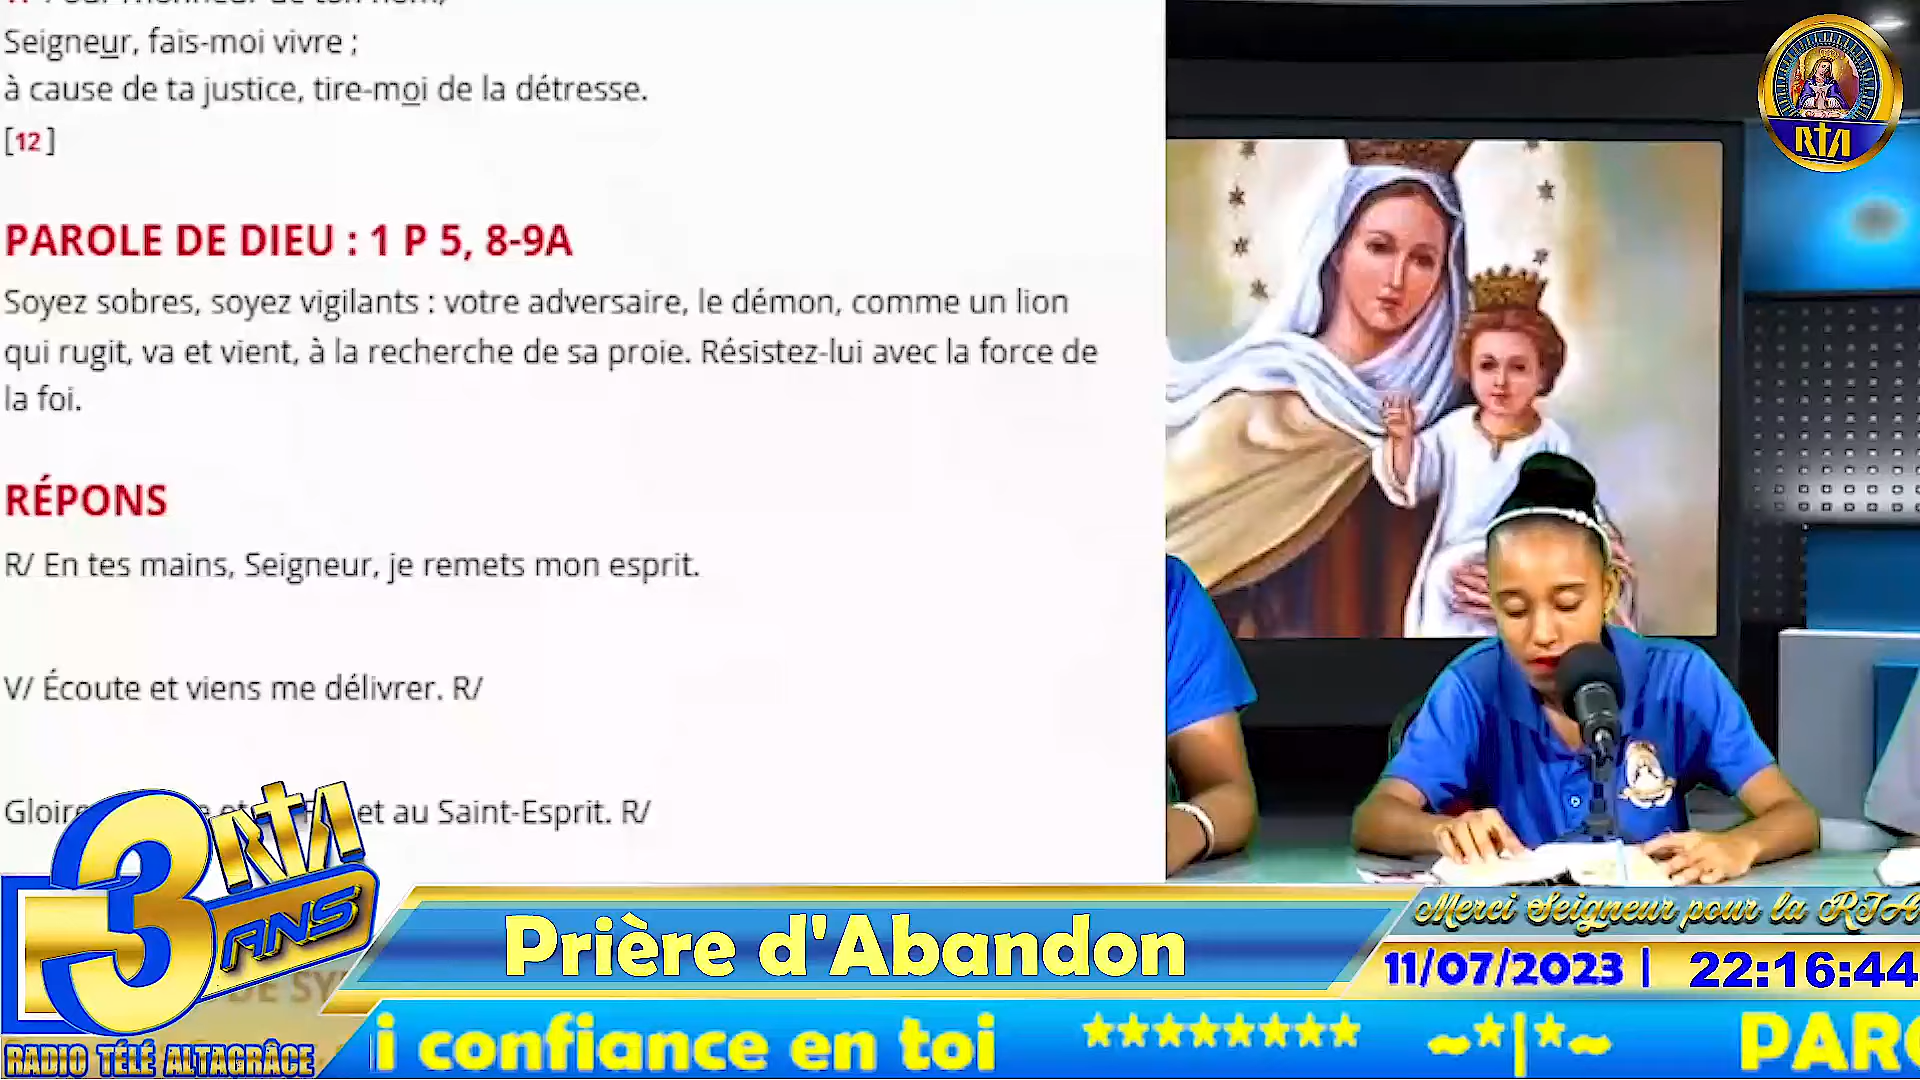 Seigneur, fais-moi vivre ;
à cause de ta justice, tire-moi de la détresse.
[12 ]
PAROLE DE DIEU : 1 P 5, 8-9A
Soyez sobres, soyez vigilants : votre adversaire, le démon, comme un lion
qui rugit, va et vient, à la recherche de sa proie. Résistez-lui avec la force de
la foi.
RÉPONS
R/ En tes mains, Seigneur, je remets mon esprit.
V/ Écoute et viens me délivrer. R/
et au Saint-Esprit. R/
RTA
3 RTA
ANS
RADIO TÉLÉ ALTAGRÂCE
Prière d'Abandon
Merci Seigneur pour la RTA
11/07/2023 | 22:16:44
i confiance en toi ******** ~*|*~